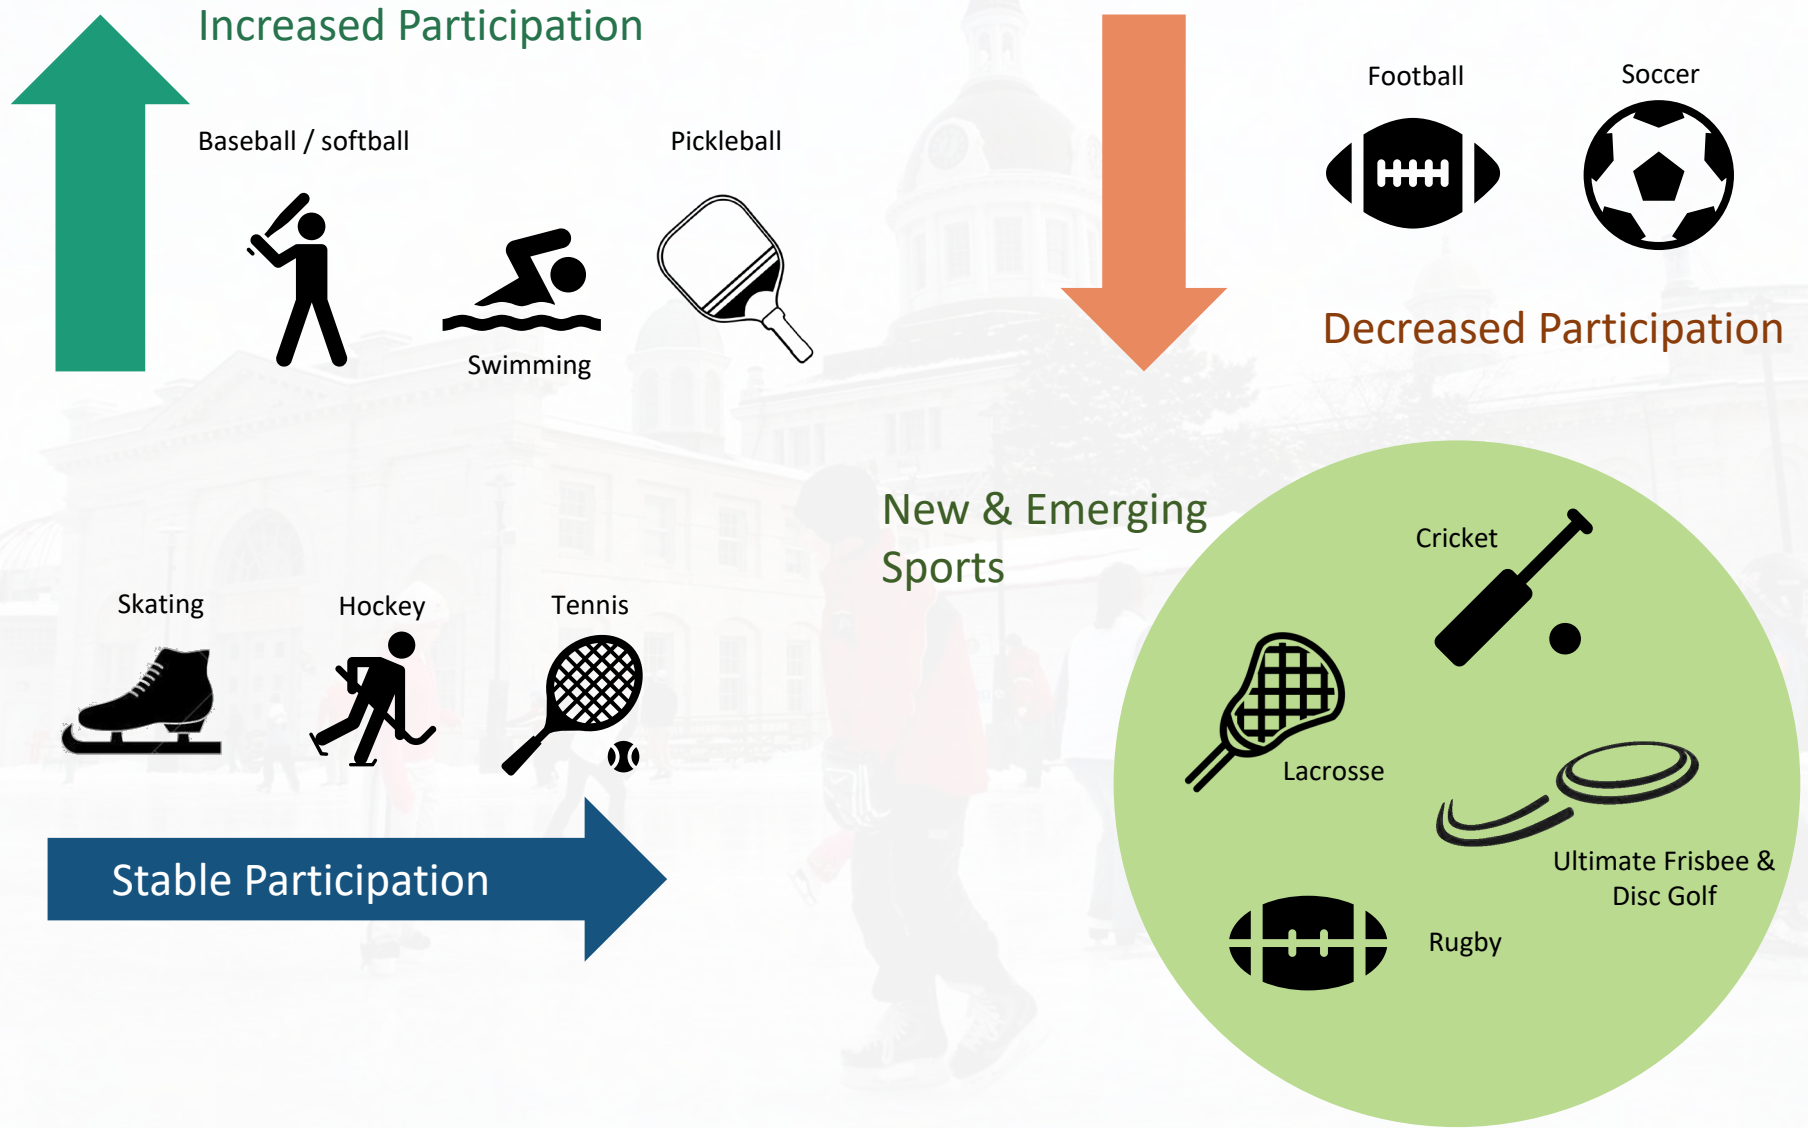 Increased Participation
Baseball / softball
Pickleball
Swimming
Football
Soccer
Decreased Participation
Skating
Hockey
Tennis
Stable Participation
New & Emerging
Sports
Cricket
Lacrosse
Ultimate Frisbee &
Disc Golf
Rugby